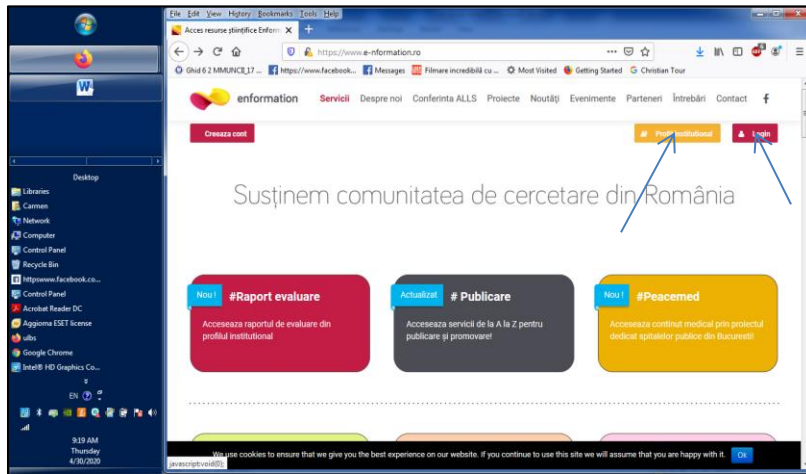 File Edit View History Bookmarks Tools Help
Acces resurse științifice Enform
https://www.e-nformation.ro
Ghid 6 2 MMUNCII_17 ... https://www.facebook... Messages Filmare incredibilă cu ... Most Visited Getting Started Christian Tour
enformation Servicii Despre noi Conferinta ALLS Proiecte Noutăți Evenimente Parteneri Întrebări Contact f
Creeaza cont Profil institutional Login
Susținem comunitatea de cercetare din România
Nou ! #Raport evaluare
Acceseaza raportul de evaluare din
profilul institutional
Actualizat # Publicare
Acceseaza servicii de la A la Z pentru
publicare și promovare!
Nou ! #Peacemed
Acceseaza continut medical prin proiectul
dedicat spitalelor publice din Bucuresti!
We use cookies to ensure that we give you the best experience on our website. If you continue to use this site we will assume that you are happy with it. Ok
javascript:void(0);
Desktop
Libraries
Carmen
Network
Computer
Control Panel
Recycle Bin
httpswww.facebook.co...
Control Panel
Acrobat Reader DC
Aggiorna ESET license
ulbs
Google Chrome
Intel® HD Graphics Co...
EN
9:19 AM
Thursday
4/30/2020